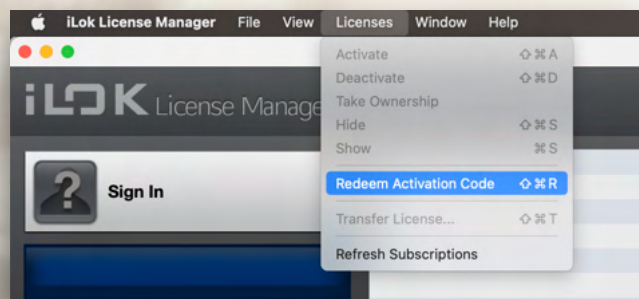 iLok License Manager File View Licenses Window Help
iLOK License Manage
Sign In
Activate ⇧⌘A
Deactivate ⇧⌘D
Take Ownership
Hide ⇧⌘S
Show ⌘S
Redeem Activation Code ⇧⌘R
Transfer License... ⇧⌘T
Refresh Subscriptions